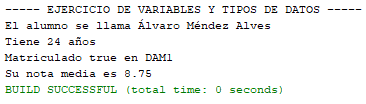 ----- EJERCICIO DE VARIABLES Y TIPOS DE DATOS -----
El alumno se llama Álvaro Méndez Alves
Tiene 24 años
Matriculado true en DAM1
Su nota media es 8.75
BUILD SUCCESSFUL (total time: 0 seconds)